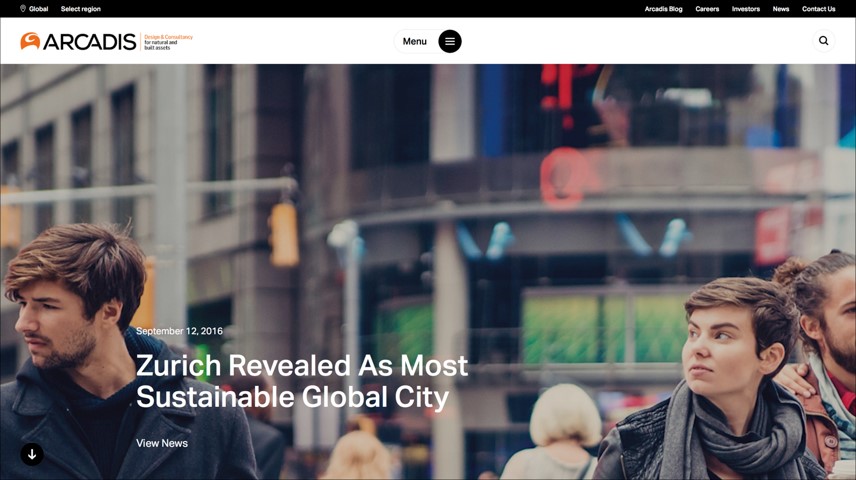 Global
Select region
Arcadis Blog
Careers
Investors
News
Contact Us
ARCADIS
Design & Consultancy
for natural and
built assets
Menu
September 12, 2016
Zurich Revealed As Most
Sustainable Global City
View News